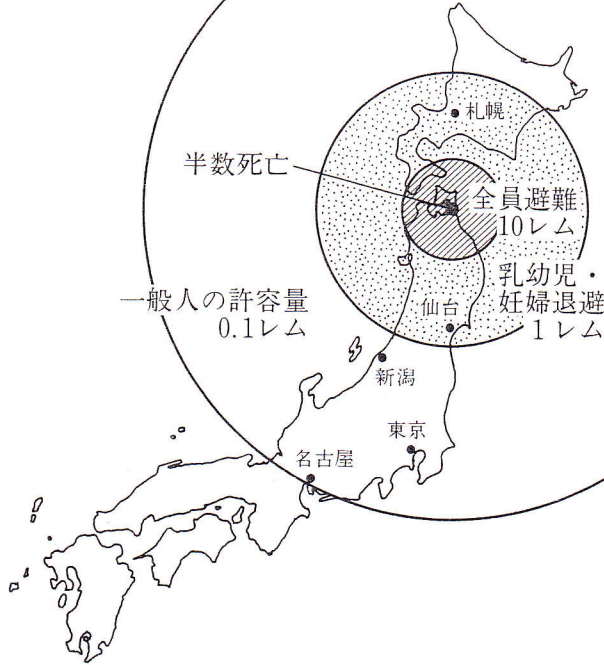 札幌
半数死亡
全員避難
10レム
乳幼児・
妊婦退避
1レム
一般人の許容量
0.1レム
仙台
新潟
東京
名古屋